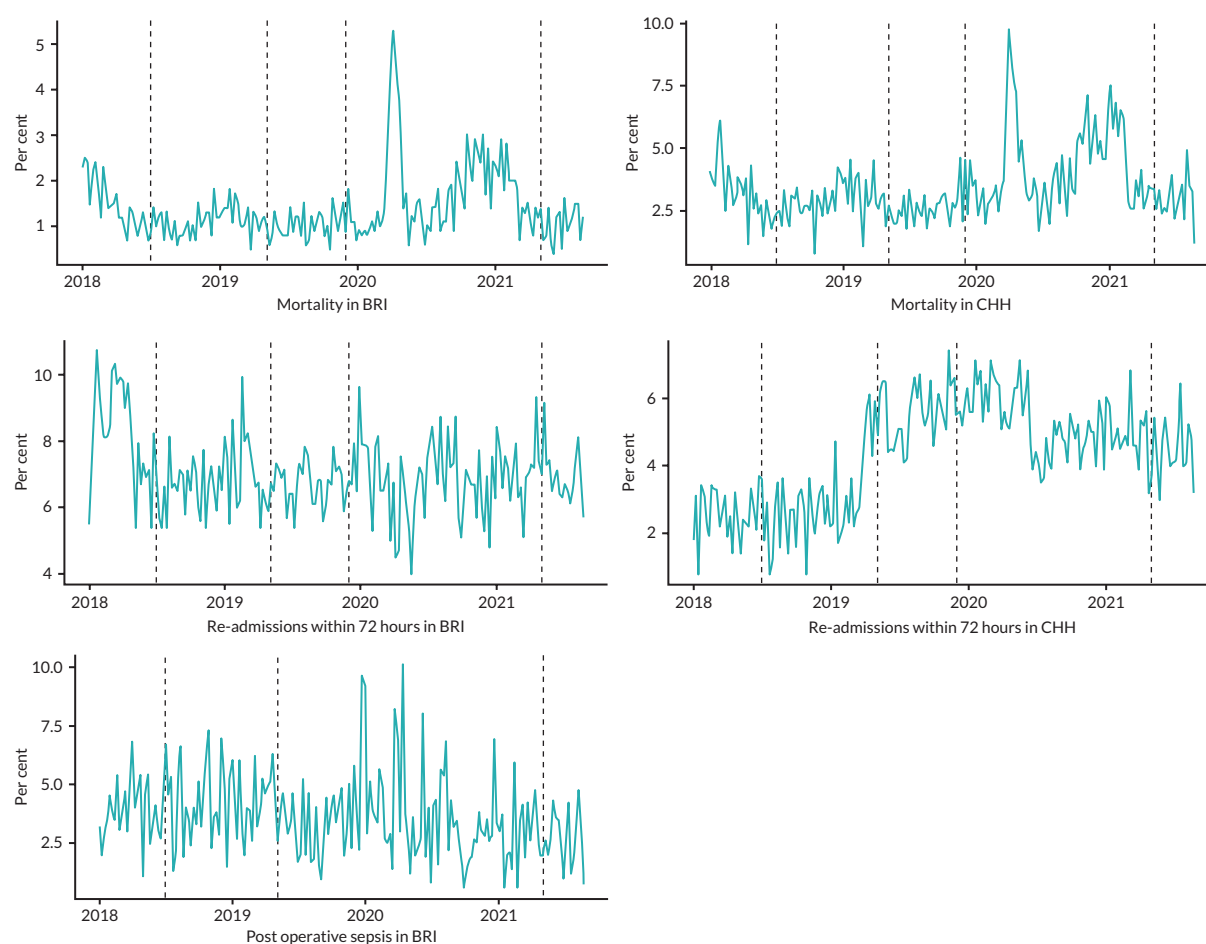 Per cent
5
4
3
2
1
2018 2019 2020 2021
Mortality in BRI
Per cent
10.0
7.5
5.0
2.5
2018 2019 2020 2021
Mortality in CHH
Per cent
10
8
6
4
2018 2019 2020 2021
Re-admissions within 72 hours in BRI
Per cent
6
4
2
2018 2019 2020 2021
Re-admissions within 72 hours in CHH
Per cent
10.0
7.5
5.0
2.5
2018 2019 2020 2021
Post operative sepsis in BRI